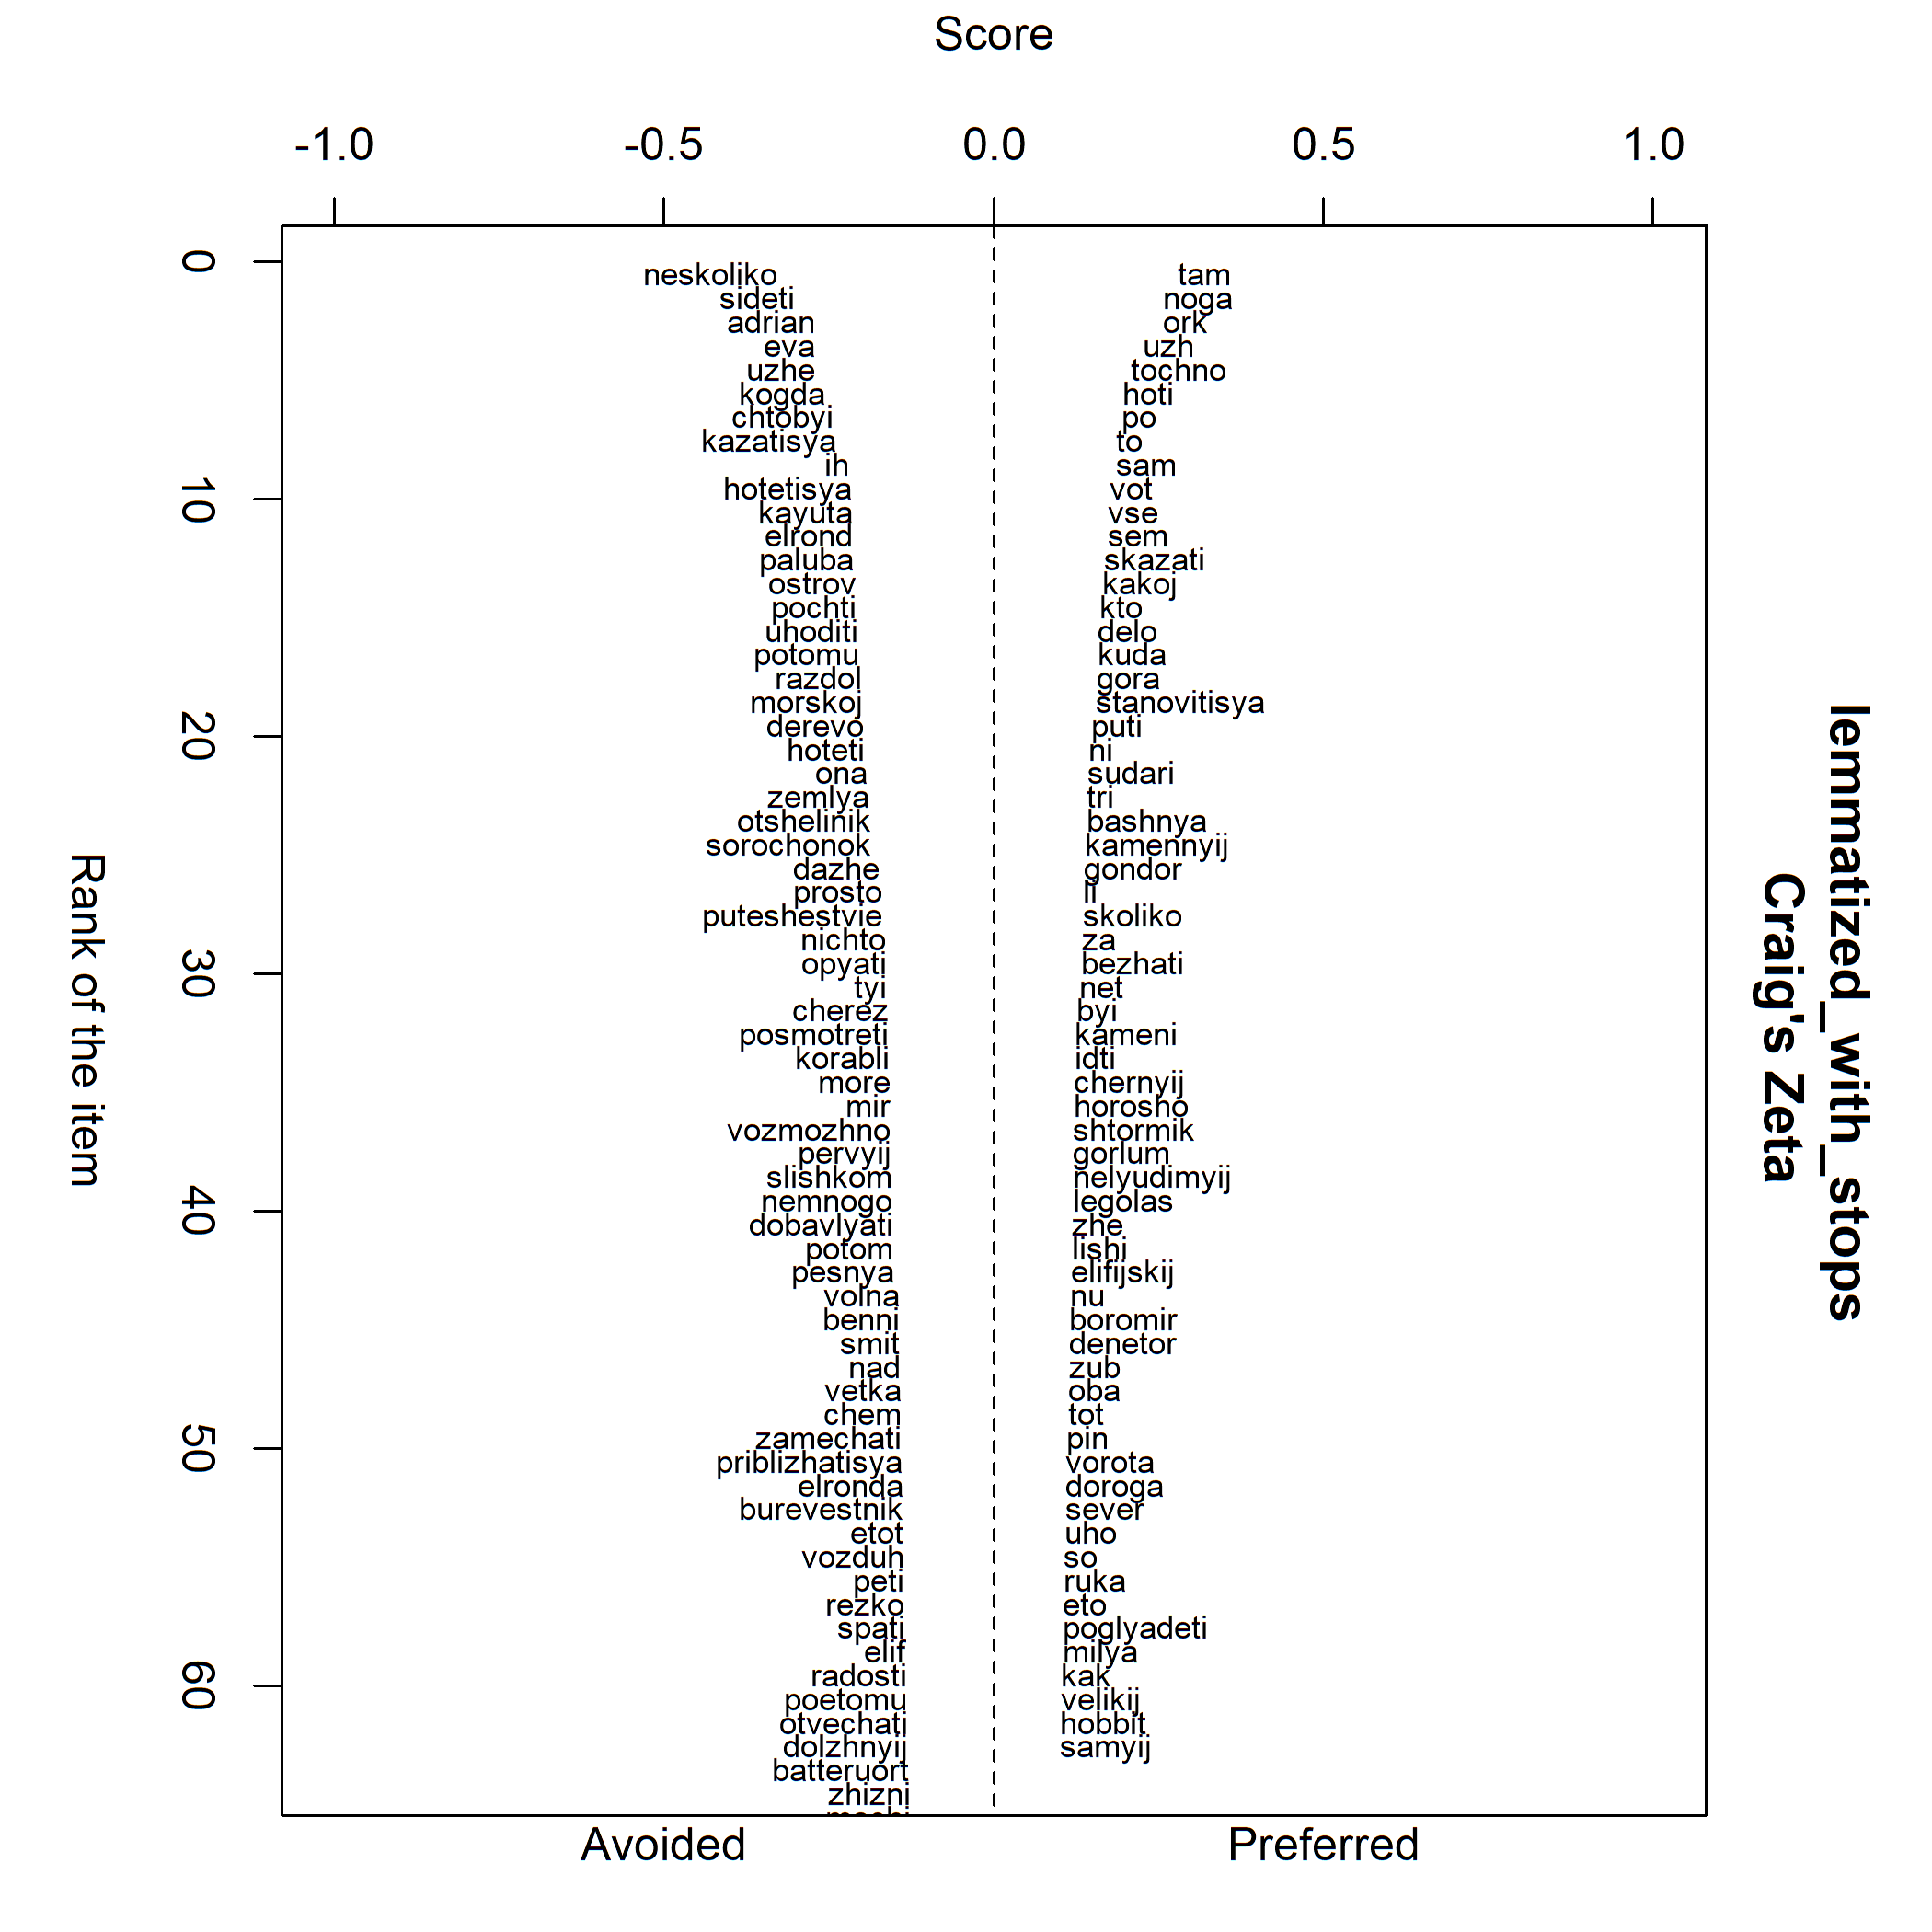 Score
-1.0 -0.5 0.0 0.5 1.0
lemmatized_with_stops
Craig's Zeta
Rank of the item
0
10
20
30
40
50
60
neskoliko
sideti
adrian
eva
uzhe
kogda
chtobyi
kazatisya
ih
hotetisya
kayuta
elrond
paluba
ostrov
pochti
uhoditi
potomu
razdol
morskoj
derevo
hoteti
ona
zemlya
otshelinik
sorochonok
dazhe
prosto
puteshestvie
nichto
opyati
tyi
cherez
posmotreti
korabli
more
mir
vozmozhno
pervyij
slishkom
nemnogo
dobavlyati
potom
pesnya
volna
benni
smit
nad
vetka
chem
zamechati
priblizhatisya
elronda
burevestnik
etot
vozduh
peti
rezko
spati
elif
radosti
poetomu
otvechati
dolzhnyij
batteruort
zhizni
tam
noga
ork
uzh
tochno
hoti
po
to
sam
vot
vse
sem
skazati
kakoj
kto
delo
kuda
gora
stanovitisya
puti
ni
sudari
tri
bashnya
kamennyij
gondor
li
skoliko
za
bezhati
net
byi
kameni
idti
chernyij
horosho
shtormik
gorlum
nelyudimyij
legolas
zhe
lishi
elifijskij
nu
boromir
denetor
zub
oba
tot
pin
vorota
doroga
sever
uho
so
ruka
eto
poglyadeti
milya
kak
velikij
hobbit
samyij
Avoided
Preferred